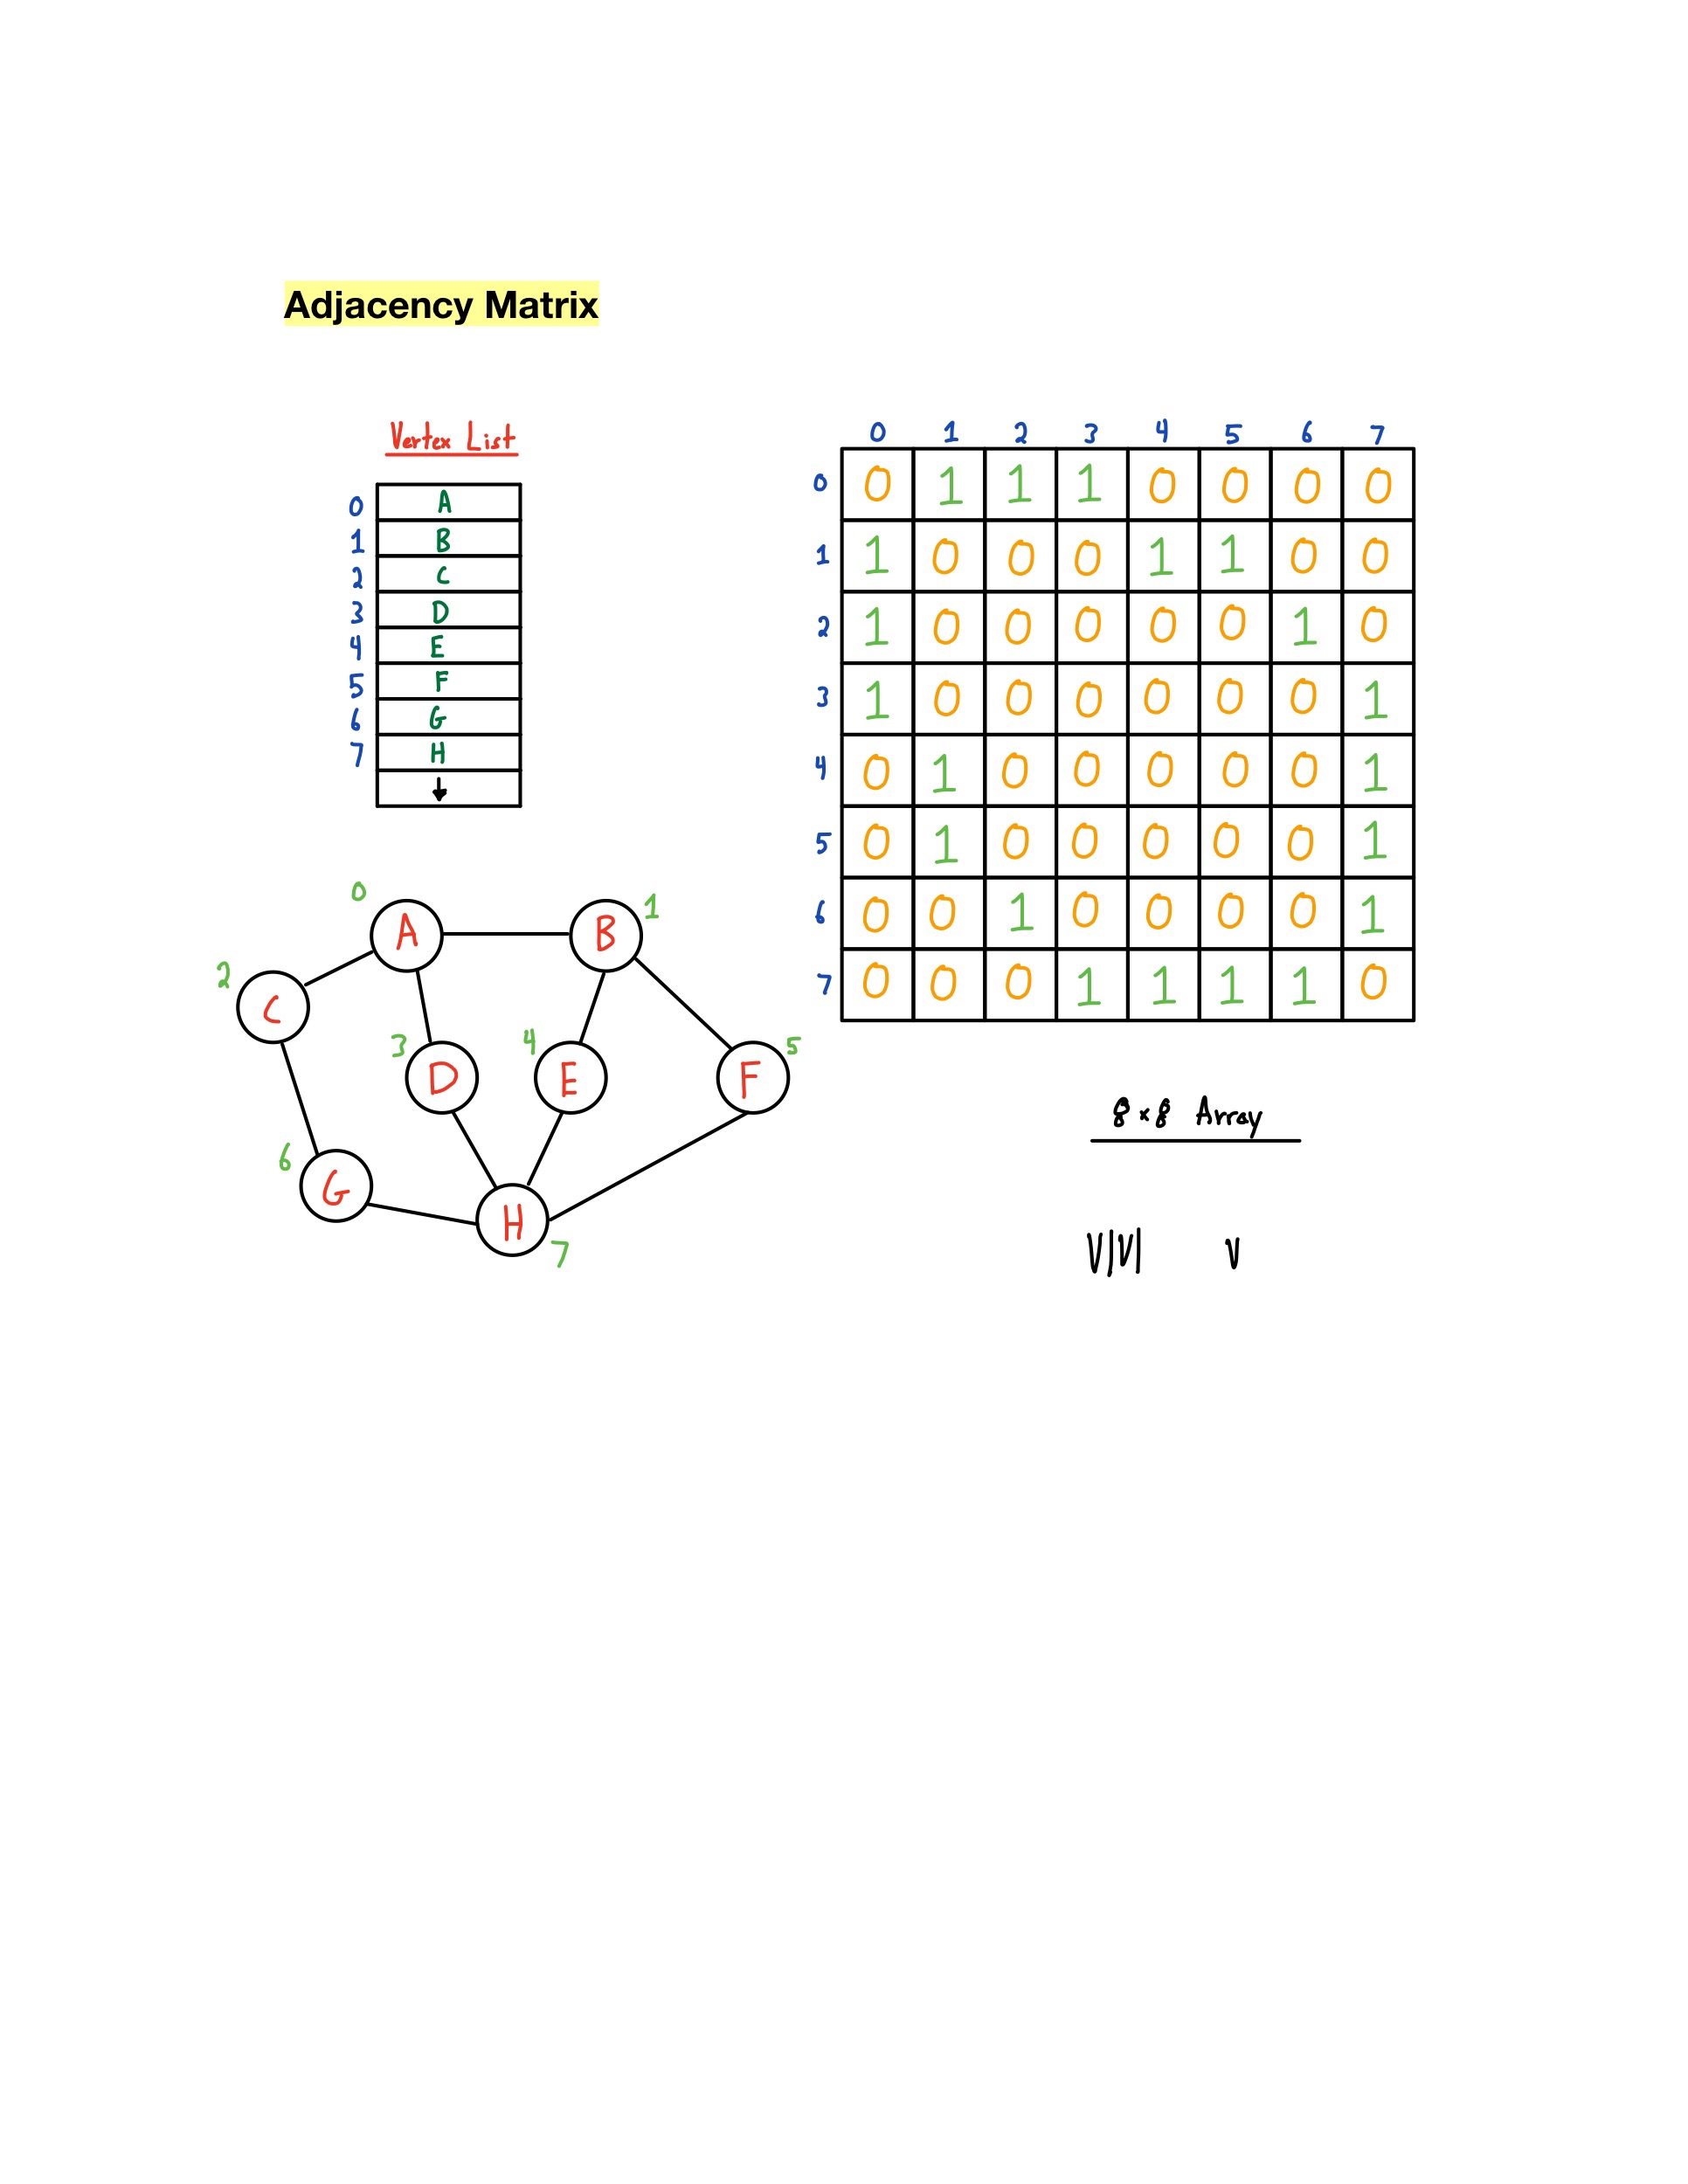 Adjacency Matrix
Vertex List
0 A
1 B
2 C
3 D
4 E
5 F
6 G
7 H
0 1 2 3 4 5 6 7
0 0 1 1 1 0 0 0 0
1 1 0 0 0 1 1 0 0
2 1 0 0 0 0 0 1 0
3 1 0 0 0 0 0 0 1
4 0 1 0 0 0 0 0 1
5 0 1 0 0 0 0 0 1
6 0 0 1 0 0 0 0 1
7 0 0 0 1 1 1 1 0
0 A B 1
2 C
3 D 4 E F 5
6 G
H 7
8x8 Array
V|V| V